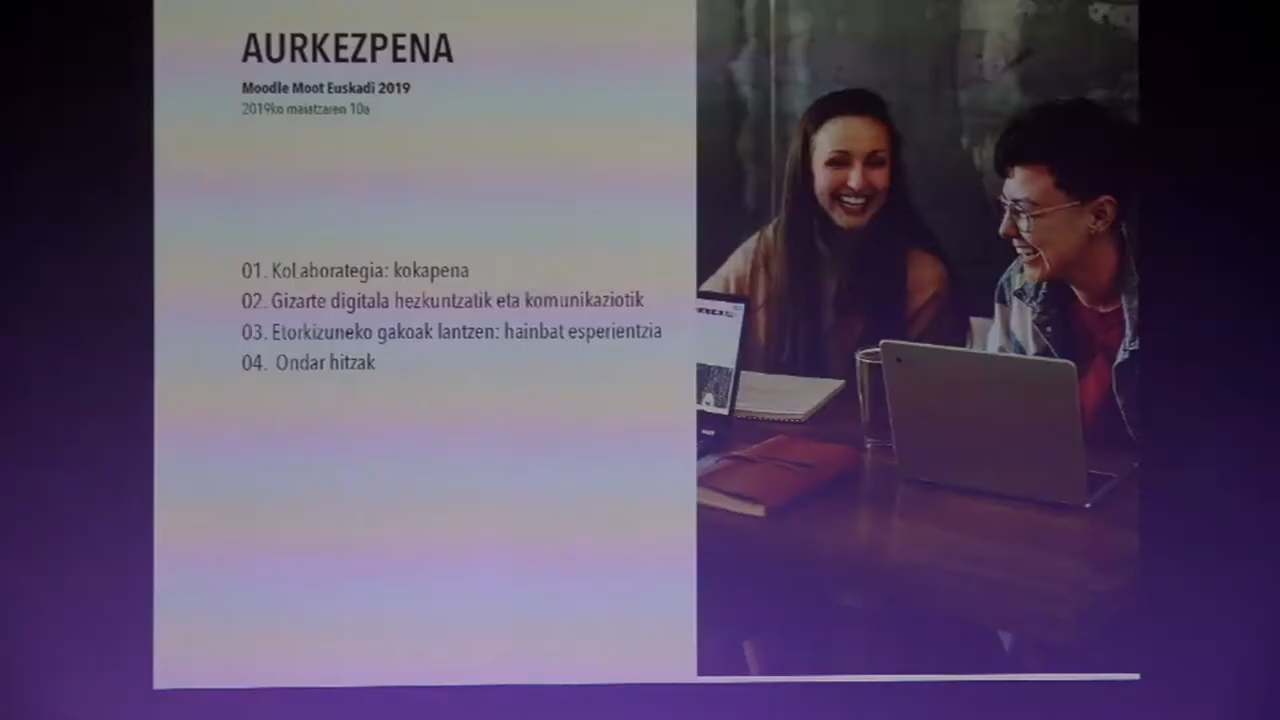 AURKEZPENA
Moodle Moot Euskadi 2019
2019ko maiatzaren 10a
01. KoLaborategia: kokapena
02. Gizarte digitala hezkuntzatik eta komunikaziotik
03. Etorkizuneko gakoak lantzen: hainbat esperientzia
04. Ondar hitzak